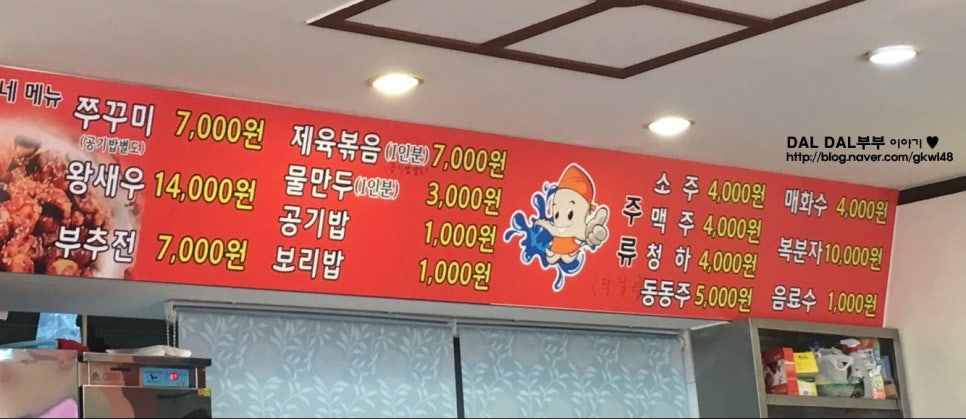 네 메뉴
쭈꾸미 7,000원
(공기밥별도)
왕새우 14,000원
부추전 7,000원
제육볶음(1인분) 7,000원
물만두(1인분) 3,000원
공기밥 1,000원
보리밥 1,000원
주류
소주 4,000원 매화수 4,000원
맥주 4,000원 복분자 10,000원
청하 4,000원
동동주 5,000원 음료수 1,000원
DAL DAL부부 이야기 ♥
http://blog.naver.com/gkwl48